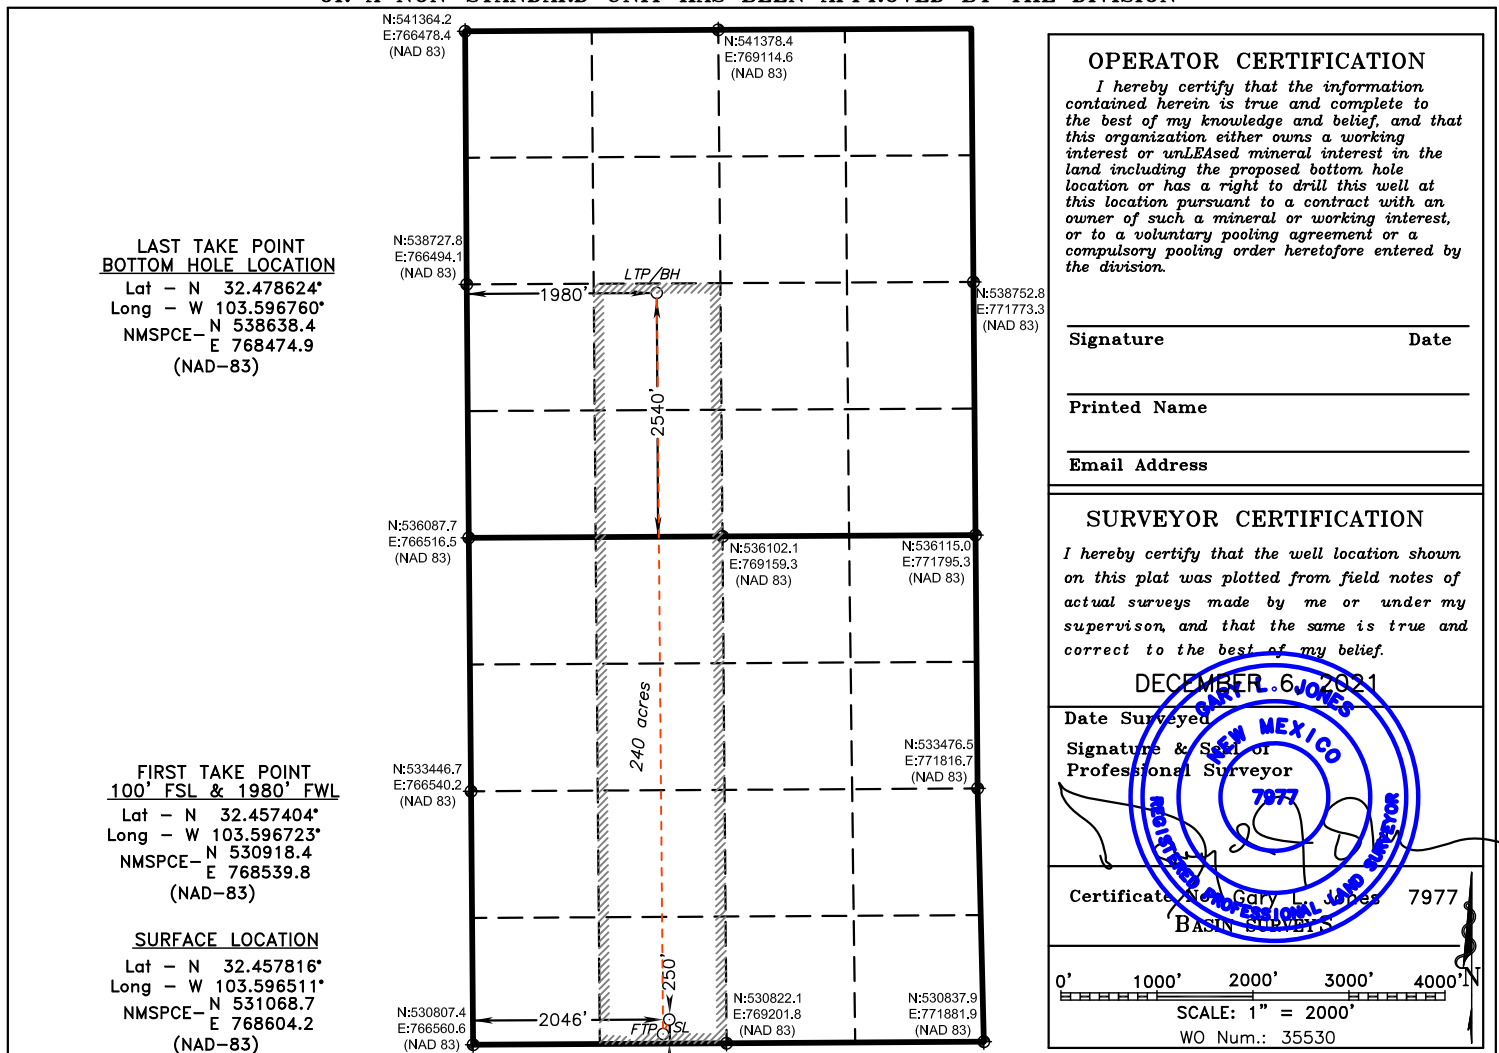 OR A NON-STANDARD UNIT HAS BEEN APPROVED BY THE DIVISION
N:541364.2
E:766478.4
(NAD 83)
N:541378.4
E:769114.6
(NAD 83)
N:538727.8
E:766494.1
(NAD 83)
LTP/BH
1980'
N:538752.8
E:771773.3
(NAD 83)
LAST TAKE POINT
BOTTOM HOLE LOCATION
Lat - N 32.478624°
Long - W 103.596760°
NMSPCE- N 538638.4
E 768474.9
(NAD-83)
2540'
N:536087.7
E:766516.5
(NAD 83)
N:536102.1
E:769159.3
(NAD 83)
N:536115.0
E:771795.3
(NAD 83)
240 acres
N:533446.7
E:766540.2
(NAD 83)
N:533476.5
E:771816.7
(NAD 83)
FIRST TAKE POINT
100' FSL & 1980' FWL
Lat - N 32.457404°
Long - W 103.596723°
NMSPCE- N 530918.4
E 768539.8
(NAD-83)
SURFACE LOCATION
Lat - N 32.457816°
Long - W 103.596511°
NMSPCE- N 531068.7
E 768604.2
(NAD-83)
250'
2046'
FTP
SL
N:530807.4
E:766560.6
(NAD 83)
N:530822.1
E:769201.8
(NAD 83)
N:530837.9
E:771881.9
(NAD 83)
OPERATOR CERTIFICATION
I hereby certify that the information
contained herein is true and complete to
the best of my knowledge and belief, and that
this organization either owns a working
interest or unLEAsed mineral interest in the
land including the proposed bottom hole
location or has a right to drill this well at
this location pursuant to a contract with an
owner of such a mineral or working interest,
or to a voluntary pooling agreement or a
compulsory pooling order heretofore entered by
the division.
Signature Date
Printed Name
Email Address
SURVEYOR CERTIFICATION
I hereby certify that the well location shown
on this plat was plotted from field notes of
actual surveys made by me or under my
supervison, and that the same is true and
correct to the best of my belief.
DECEMBER 6, 2021
Date Surveyed
Signature & Seal of
Professional Surveyor
GARY L. JONES
NEW MEXICO
7977
REGISTERED PROFESSIONAL LAND SURVEYOR
Certificate No. Gary L. Jones 7977
BASIN SURVEYS
0' 1000' 2000' 3000' 4000'
N
SCALE: 1" = 2000'
WO Num.: 35530